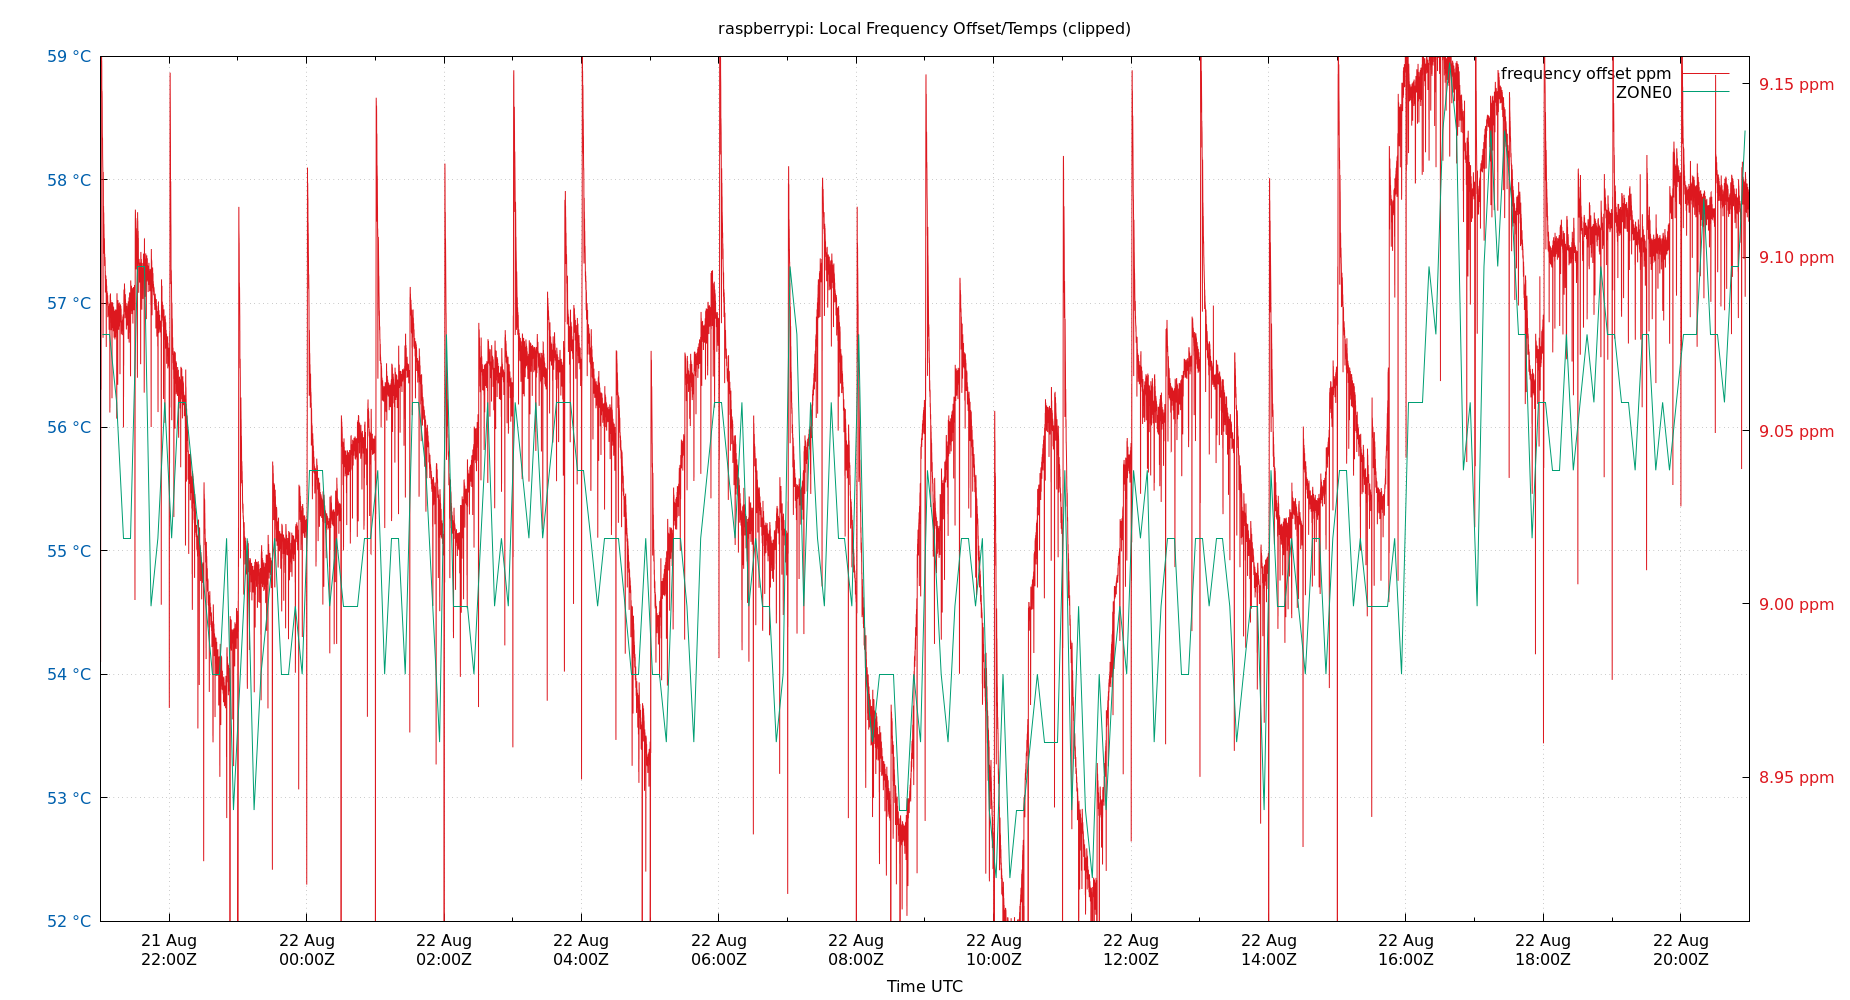 raspberrypi: Local Frequency Offset/Temps (clipped)
59 °C
58 °C
57 °C
56 °C
55 °C
54 °C
53 °C
52 °C
frequency offset ppm
ZONE0
9.15 ppm
9.10 ppm
9.05 ppm
9.00 ppm
8.95 ppm
21 Aug 22 Aug 22 Aug 22 Aug 22 Aug 22 Aug 22 Aug 22 Aug 22 Aug 22 Aug 22 Aug 22 Aug
22:00Z 00:00Z 02:00Z 04:00Z 06:00Z 08:00Z 10:00Z 12:00Z 14:00Z 16:00Z 18:00Z 20:00Z
Time UTC